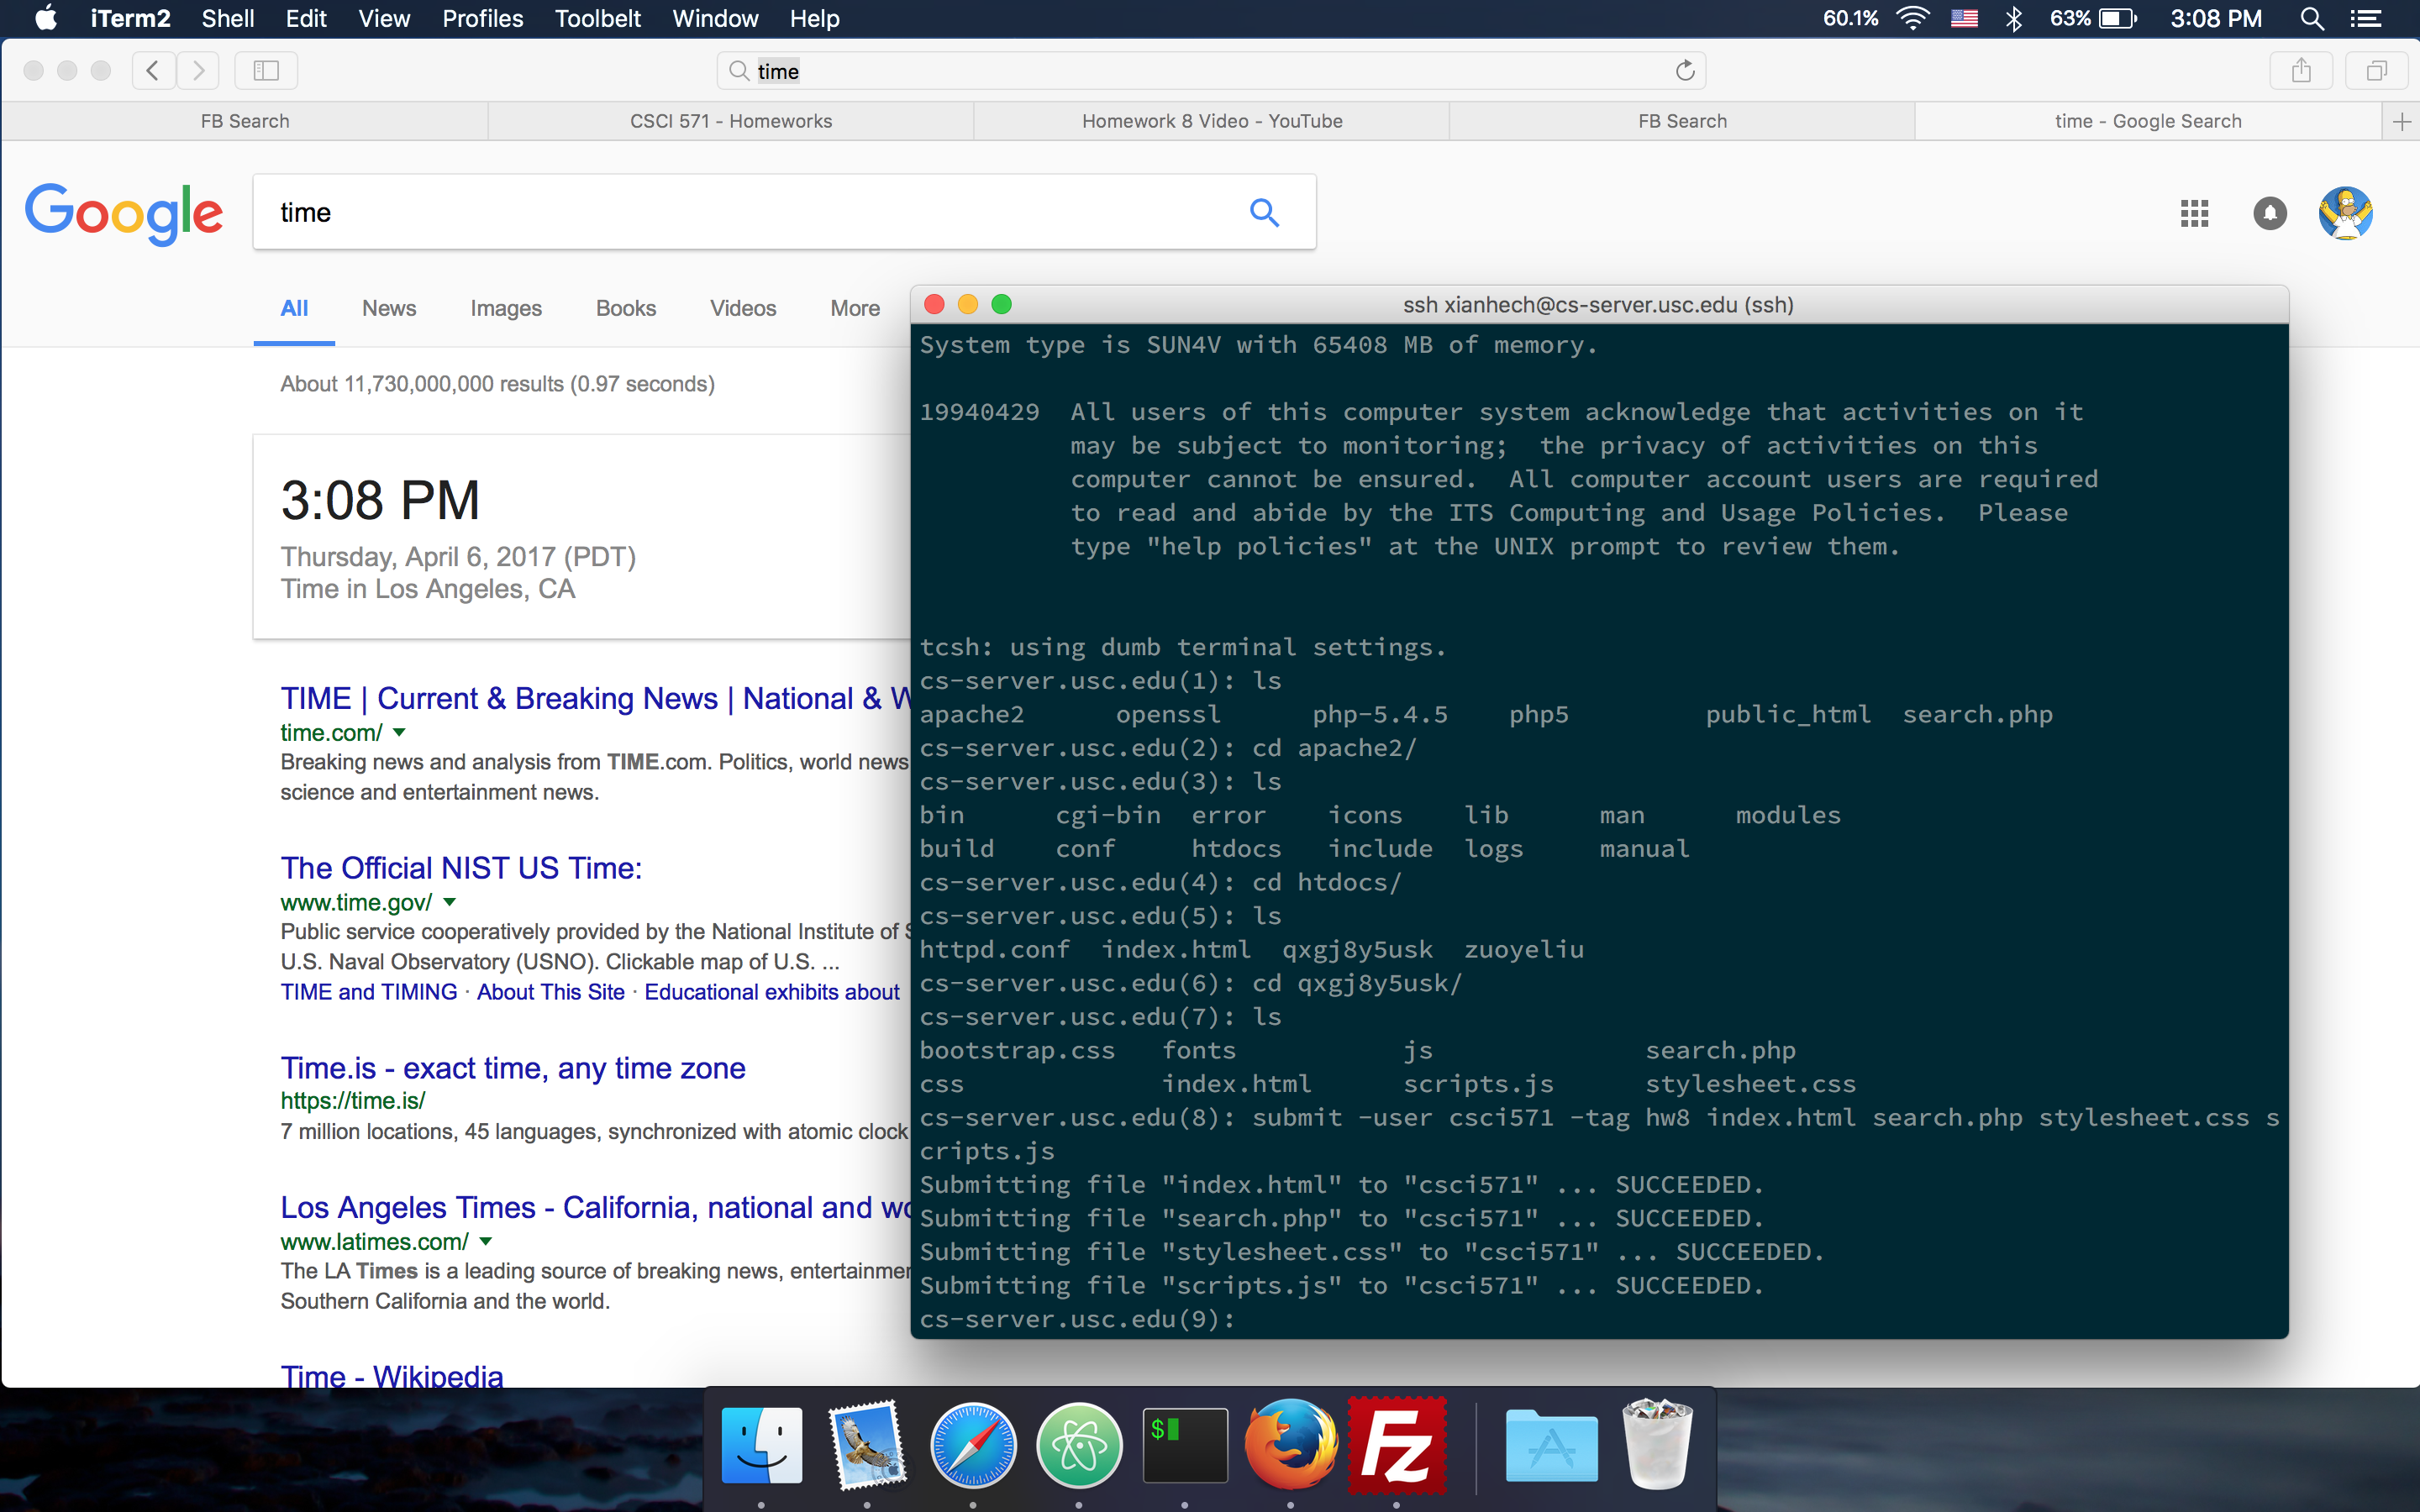 iTerm2 Shell Edit View Profiles Toolbelt Window Help 60.1% 63% 3:08 PM
time
FB Search CSCI 571 - Homeworks Homework 8 Video - YouTube FB Search time - Google Search
Google time
All News Images Books Videos More
About 11,730,000,000 results (0.97 seconds)
3:08 PM
Thursday, April 6, 2017 (PDT)
Time in Los Angeles, CA
TIME | Current & Breaking News | National & W
time.com/
Breaking news and analysis from TIME.com. Politics, world news
science and entertainment news.
The Official NIST US Time:
www.time.gov/
Public service cooperatively provided by the National Institute of S
U.S. Naval Observatory (USNO). Clickable map of U.S. ...
TIME and TIMING · About This Site · Educational exhibits about
Time.is - exact time, any time zone
https://time.is/
7 million locations, 45 languages, synchronized with atomic clock
Los Angeles Times - California, national and wo
www.latimes.com/
The LA Times is a leading source of breaking news, entertainmen
Southern California and the world.
Time - Wikipedia
ssh xianhech@cs-server.usc.edu (ssh)
System type is SUN4V with 65408 MB of memory.
19940429 All users of this computer system acknowledge that activities on it
may be subject to monitoring; the privacy of activities on this
computer cannot be ensured. All computer account users are required
to read and abide by the ITS Computing and Usage Policies. Please
type "help policies" at the UNIX prompt to review them.
tcsh: using dumb terminal settings.
cs-server.usc.edu(1): ls
apache2 openssl php-5.4.5 php5 public_html search.php
cs-server.usc.edu(2): cd apache2/
cs-server.usc.edu(3): ls
bin cgi-bin error icons lib man modules
build conf htdocs include logs manual
cs-server.usc.edu(4): cd htdocs/
cs-server.usc.edu(5): ls
httpd.conf index.html qxgj8y5usk zuoyeliu
cs-server.usc.edu(6): cd qxgj8y5usk/
cs-server.usc.edu(7): ls
bootstrap.css fonts js search.php
css index.html scripts.js stylesheet.css
cs-server.usc.edu(8): submit -user csci571 -tag hw8 index.html search.php stylesheet.css s
cripts.js
Submitting file "index.html" to "csci571" ... SUCCEEDED.
Submitting file "search.php" to "csci571" ... SUCCEEDED.
Submitting file "stylesheet.css" to "csci571" ... SUCCEEDED.
Submitting file "scripts.js" to "csci571" ... SUCCEEDED.
cs-server.usc.edu(9):
$ Fz